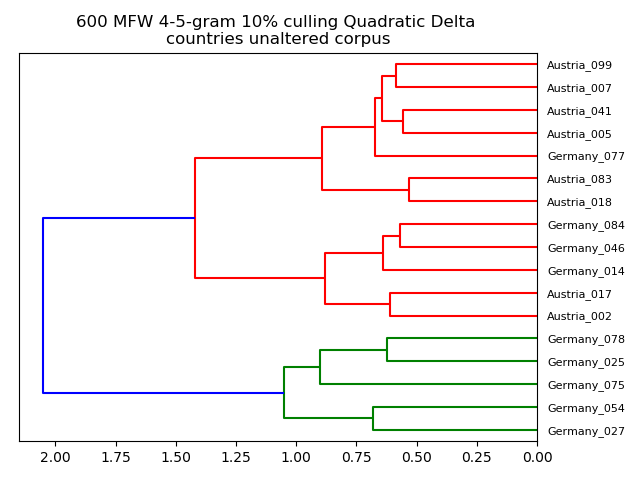 600 MFW 4-5-gram 10% culling Quadratic Delta
countries unaltered corpus
Austria_099
Austria_007
Austria_041
Austria_005
Germany_077
Austria_083
Austria_018
Germany_084
Germany_046
Germany_014
Austria_017
Austria_002
Germany_078
Germany_025
Germany_075
Germany_054
Germany_027
2.00 1.75 1.50 1.25 1.00 0.75 0.50 0.25 0.00